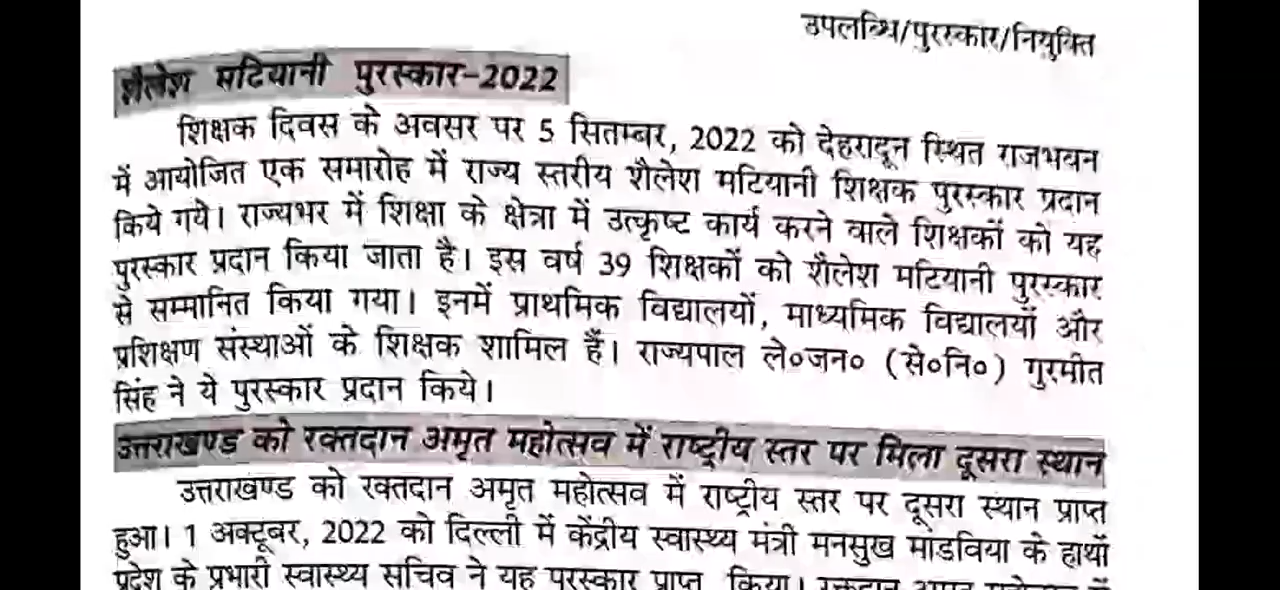 उपलब्धि/पुरस्कार/नियुक्ति
शैलेश मटियानी पुरस्कार-2022
शिक्षक दिवस के अवसर पर 5 सितम्बर, 2022 को देहरादून स्थित राजभवन
में आयोजित एक समारोह में राज्य स्तरीय शैलेश मटियानी शिक्षक पुरस्कार प्रदान
किये गये। राज्यभर में शिक्षा के क्षेत्रा में उत्कृष्ट कार्य करने वाले शिक्षकों को यह
पुरस्कार प्रदान किया जाता है। इस वर्ष 39 शिक्षकों को शैलेश मटियानी पुरस्कार
से सम्मानित किया गया। इनमें प्राथमिक विद्यालयों, माध्यमिक विद्यालयों और
प्रशिक्षण संस्थाओं के शिक्षक शामिल हैं। राज्यपाल ले०जन० (से०नि०) गुरमीत
सिंह ने ये पुरस्कार प्रदान किये।
उत्तराखण्ड को रक्तदान अमृत महोत्सव में राष्ट्रीय स्तर पर मिला दूसरा स्थान
उत्तराखण्ड को रक्तदान अमृत महोत्सव में राष्ट्रीय स्तर पर दूसरा स्थान प्राप्त
हुआ। 1 अक्टूबर, 2022 को दिल्ली में केंद्रीय स्वास्थ्य मंत्री मनसुख मांडविया के हाथों
प्रदेश के प्रभारी स्वास्थ्य सचिव ने यह पुरस्कार प्राप्त किया।